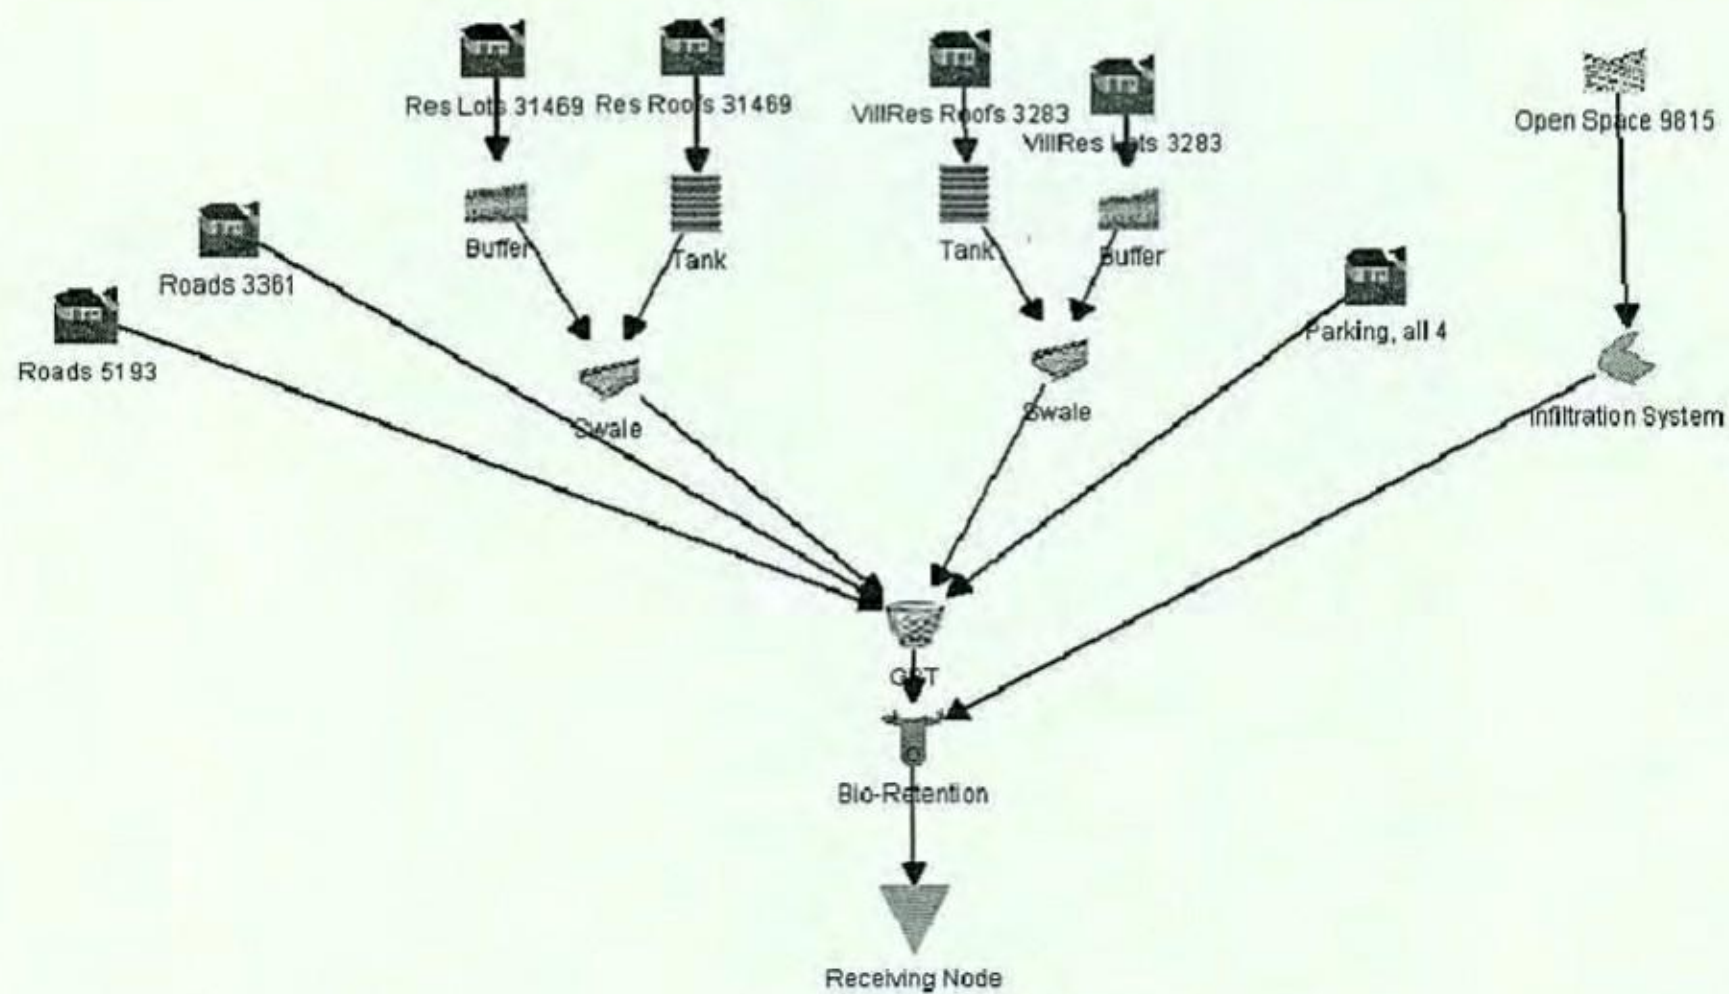 Res Lots 31469
Res Roofs 31469
VillRes Roofs 3283
VillRes Lots 3283
Open Space 9815
Roads 3361
Buffer
Tank
Tank
Buffer
Roads 5193
Parking, all 4
Swale
Swale
Infiltration System
GPT
Bio-Retention
Receiving Node